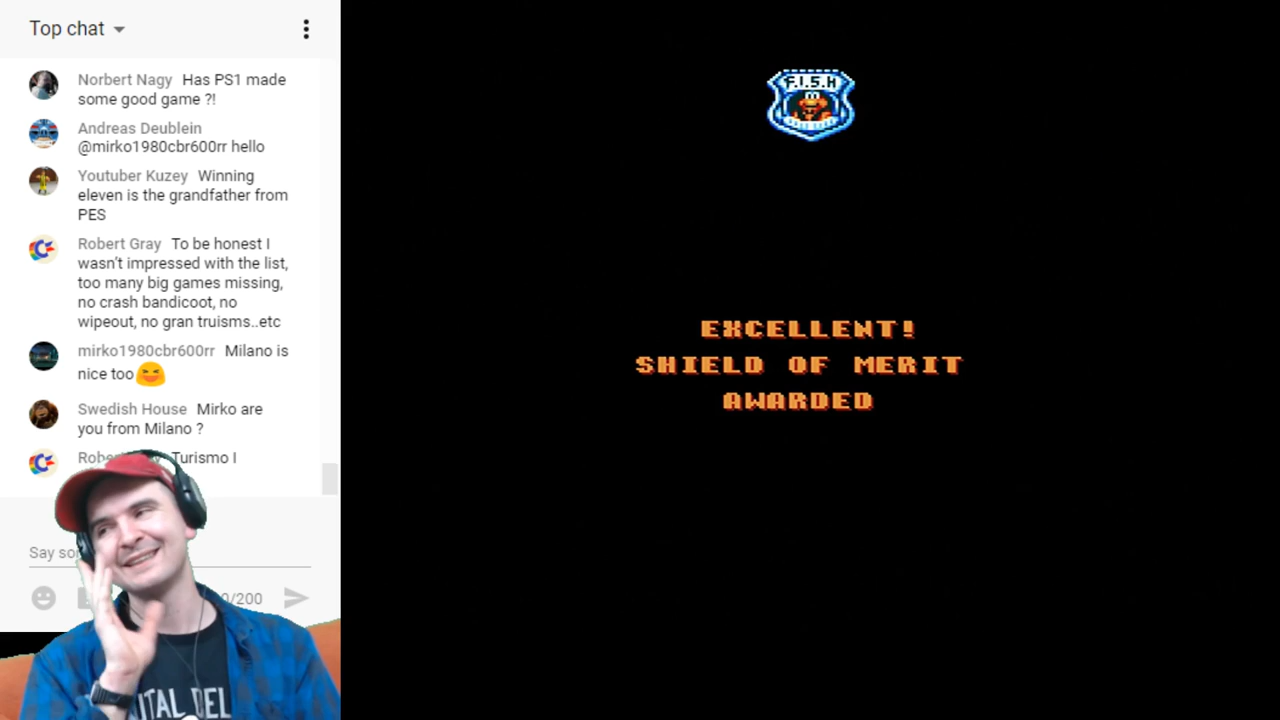 Top chat
Norbert Nagy Has PS1 made
some good game ?!
Andreas Deublein
@mirko1980cbr600rr hello
Youtuber Kuzey Winning
eleven is the grandfather from
PES
Robert Gray To be honest I
wasn't impressed with the list,
too many big games missing,
no crash bandicoot, no
wipeout, no gran truisms..etc
mirko1980cbr600rr Milano is
nice too
Swedish House Mirko are
you from Milano ?
Turismo I
Say
/200
F.I.S.H
EXCELLENT!
SHIELD OF MERIT
AWARDED